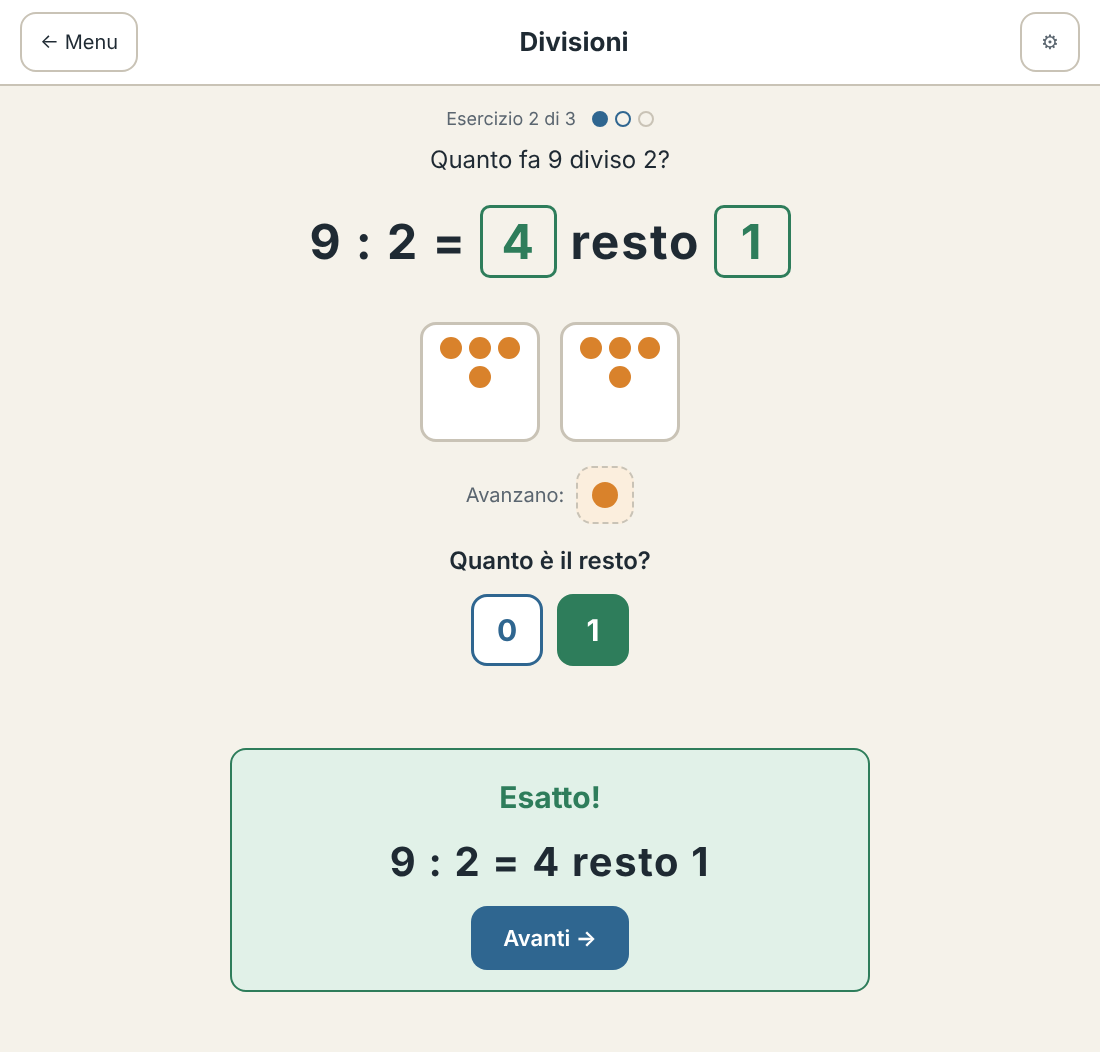 ← Menu
Divisioni
⚙
Esercizio 2 di 3
Quanto fa 9 diviso 2?
9 : 2 = 4 resto 1
Avanzano:
Quanto è il resto?
0 1
Esatto!
9 : 2 = 4 resto 1
Avanti →